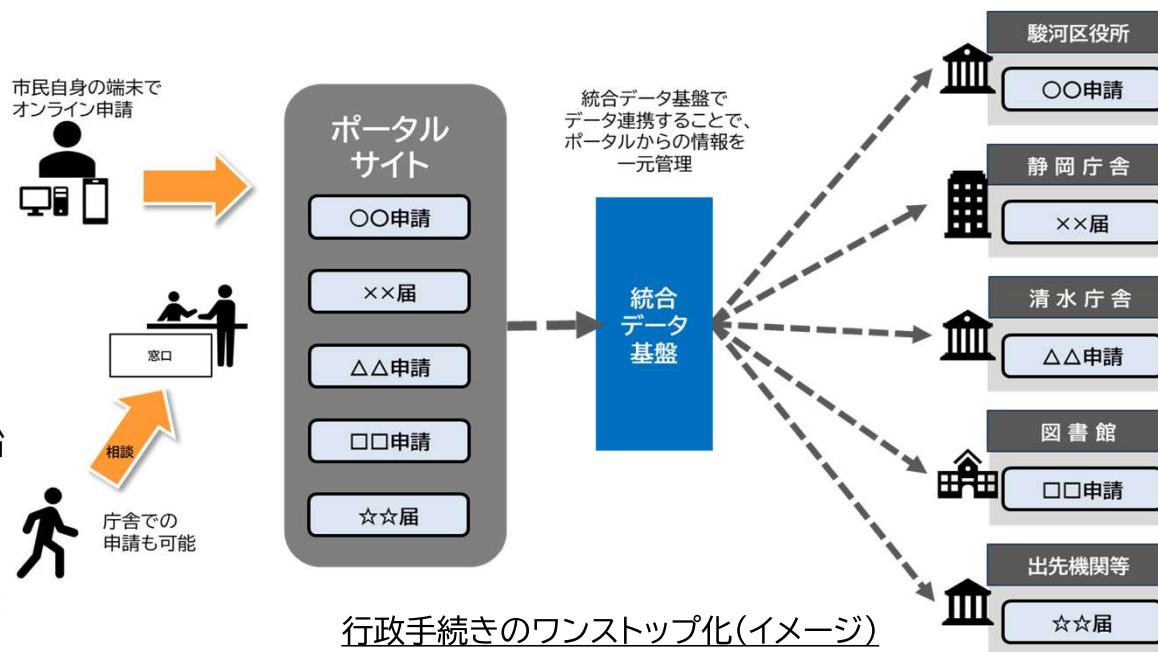 市民自身の端末で
オンライン申請
窓口
相談
庁舎での
申請も可能
ポータル
サイト
〇〇申請
××届
△△申請
□□申請
☆☆届
統合データ基盤で
データ連携することで、
ポータルからの情報を
一元管理
統合
データ
基盤
駿河区役所
〇〇申請
静岡庁舎
××届
清水庁舎
△△申請
図書館
□□申請
出先機関等
☆☆届
行政手続きのワンストップ化(イメージ)